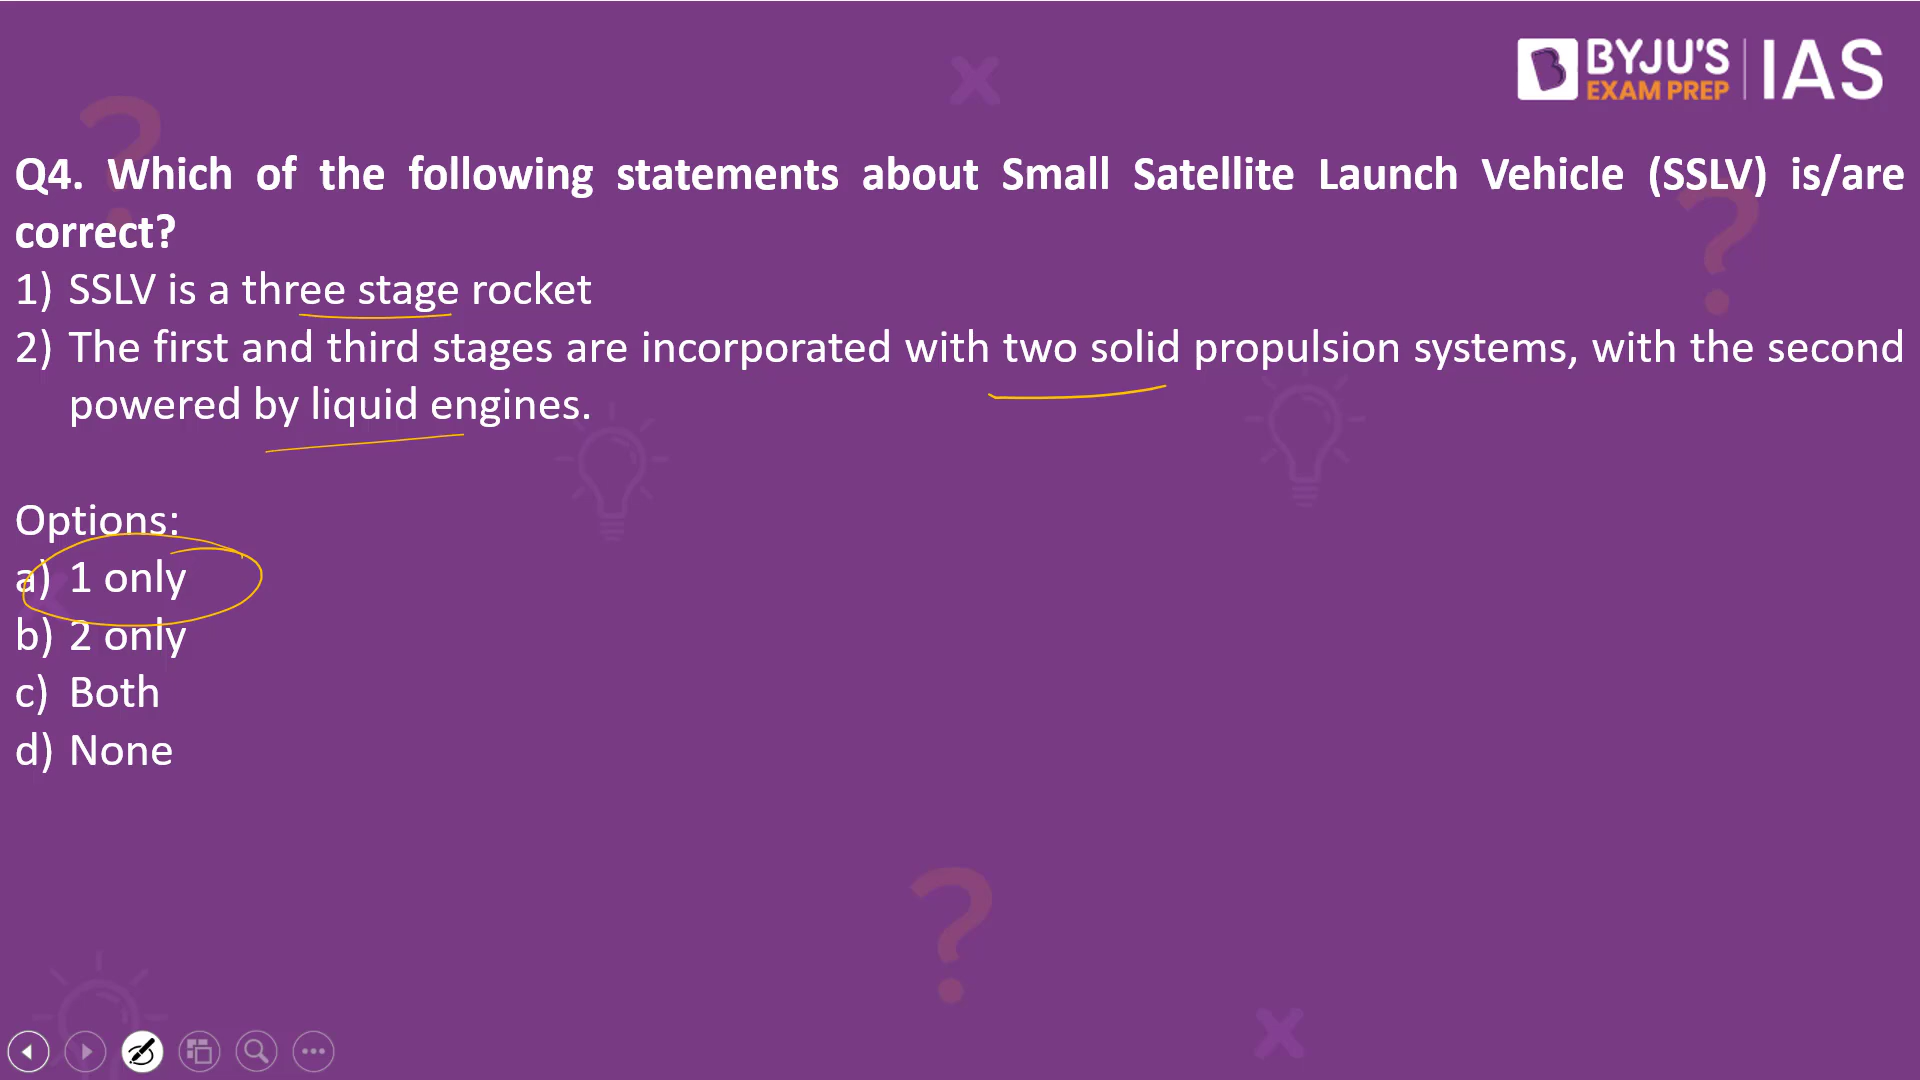 BYJU'S
EXAM PREP
IAS
Q4. Which of the following statements about Small Satellite Launch Vehicle (SSLV) is/are
correct?
1) SSLV is a three stage rocket
2) The first and third stages are incorporated with two solid propulsion systems, with the second
powered by liquid engines.
Options:
a) 1 only
b) 2 only
c) Both
d) None